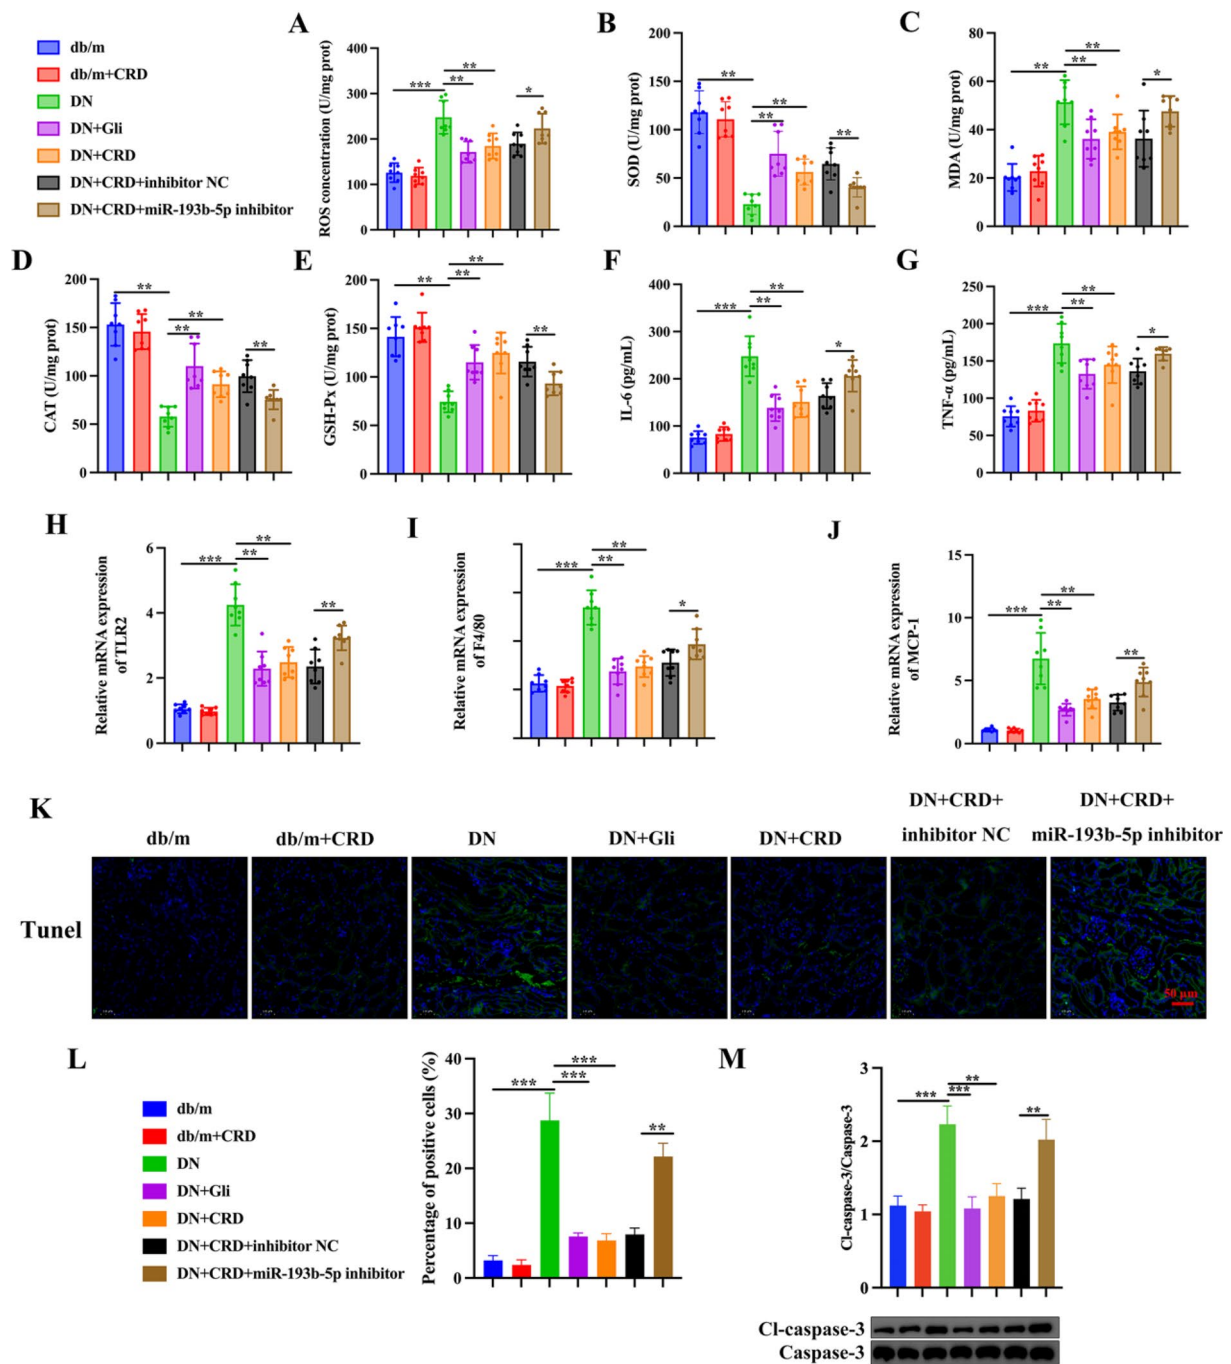 db/m
db/m+CRD
DN
DN+Gli
DN+CRD
DN+CRD+inhibitor NC
DN+CRD+miR-193b-5p inhibitor
A
ROS concentration (U/mg prot)
400
300
200
100
0
***
**
**
*
B
SOD (U/mg prot)
200
150
100
50
0
**
**
**
**
C
MDA (U/mg prot)
80
60
40
20
0
**
**
**
*
D
CAT (U/mg prot)
200
150
100
50
0
**
**
**
**
E
GSH-Px (U/mg prot)
200
150
100
50
0
**
**
**
**
F
IL-6 (pg/mL)
400
300
200
100
0
***
**
**
*
G
TNF-α (pg/mL)
200
150
100
50
0
***
**
**
*
H
Relative mRNA expression
of TLR2
6
4
2
0
***
**
**
**
I
Relative mRNA expression
of F4/80
***
**
**
*
J
Relative mRNA expression
of MCP-1
15
10
5
0
***
**
**
**
K
db/m
db/m+CRD
DN
DN+Gli
DN+CRD
DN+CRD+
inhibitor NC
DN+CRD+
miR-193b-5p inhibitor
Tunel
50 μm
L
db/m
db/m+CRD
DN
DN+Gli
DN+CRD
DN+CRD+inhibitor NC
DN+CRD+miR-193b-5p inhibitor
Percentage of positive cells (%)
40
30
20
10
0
***
***
***
**
M
Cl-caspase-3/Caspase-3
3
2
1
0
***
***
**
**
Cl-caspase-3
Caspase-3